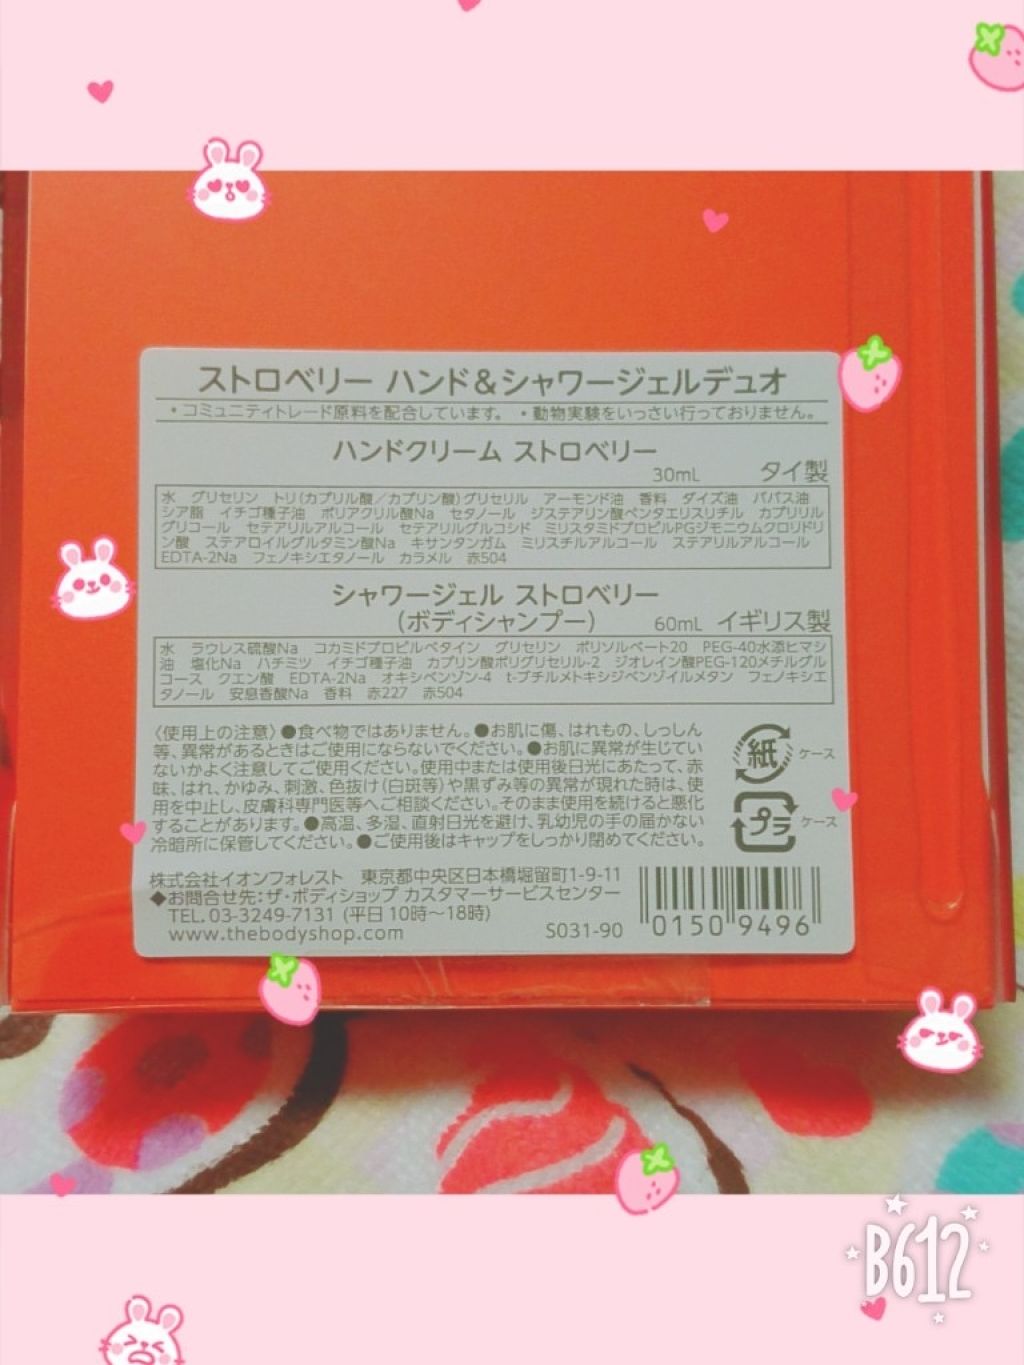 ストロベリー ハンド＆シャワージェルデュオ
・コミュニティトレード原料を配合しています。 ・動物実験をいっさい行っておりません。
ハンドクリーム ストロベリー
30mL タイ製
水 グリセリン トリ（カプリル酸／カプリン酸）グリセリル アーモンド油 香料 ダイズ油 ババス油
シア脂 イチゴ種子油 ポリアクリル酸Na セタノール ジステアリン酸ペンタエリスリチル カプリリル
グリコール セテアリルアルコール セテアリルグルコシド ミリスタミドプロピルPGジモニウムクロリドリ
ン酸 ステアロイルグルタミン酸Na キサンタンガム ミリスチルアルコール ステアリルアルコール
EDTA-2Na フェノキシエタノール カラメル 赤504
シャワージェル ストロベリー
（ボディシャンプー） 60mL イギリス製
水 ラウレス硫酸Na コカミドプロピルベタイン グリセリン ポリソルベート20 PEG-40水添ヒマシ
油 塩化Na ハチミツ イチゴ種子油 カプリン酸ポリグリセリル-2 ジオレイン酸PEG-120メチルグル
コース クエン酸 EDTA-2Na オキシベンゾン-4 t-ブチルメトキシジベンゾイルメタン フェノキシエ
タノール 安息香酸Na 香料 赤227 赤504
〈使用上の注意〉●食べ物ではありません。●お肌に傷、はれもの、しっしん
等、異常があるときはご使用にならないでください。●お肌に異常が生じてい
ないかよく注意してご使用ください。使用中または使用後日光にあたって、赤
味、はれ、かゆみ、刺激、色抜け（白斑等）や黒ずみ等の異常が現れた時は、使
用を中止し、皮膚科専門医等へご相談ください。そのまま使用を続けると悪化
することがあります。●高温、多湿、直射日光を避け、乳幼児の手の届かない
冷暗所に保管してください。●ご使用後はキャップをしっかり閉めてください。
紙 ケース
プラ ケース
株式会社イオンフォレスト 東京都中央区日本橋堀留町1-9-11
◆お問合せ先：ザ・ボディショップ カスタマーサービスセンター
TEL. 03-3249-7131 (平日10時〜18時)
www.thebodyshop.com
S031-90
0150 9496
B612